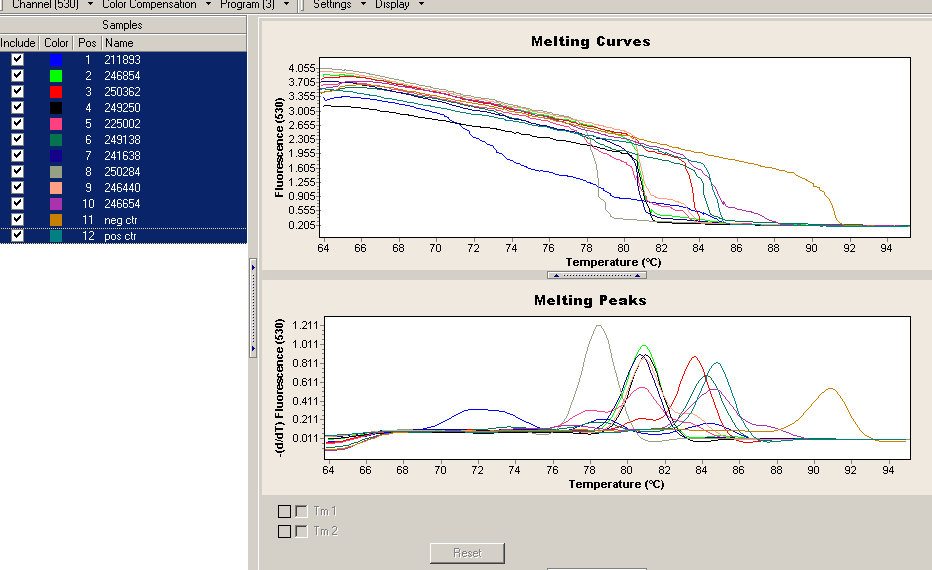 Channel (530) Color Compensation Program (3) Settings Display
Samples
Include Color Pos Name
1 211893
2 246854
3 250362
4 249250
5 225002
6 249138
7 241638
8 250284
9 246440
10 246654
11 neg ctr
12 pos ctr
Melting Curves
Fluorescence (530)
4.055
3.705
3.355
3.005
2.655
2.305
1.955
1.605
1.255
0.905
0.555
0.205
64 66 68 70 72 74 76 78 80 82 84 86 88 90 92 94
Temperature (°C)
Melting Peaks
-(d/dT) Fluorescence (530)
1.211
1.011
0.811
0.611
0.411
0.211
0.011
64 66 68 70 72 74 76 78 80 82 84 86 88 90 92 94
Temperature (°C)
Tm 1
Tm 2
Reset